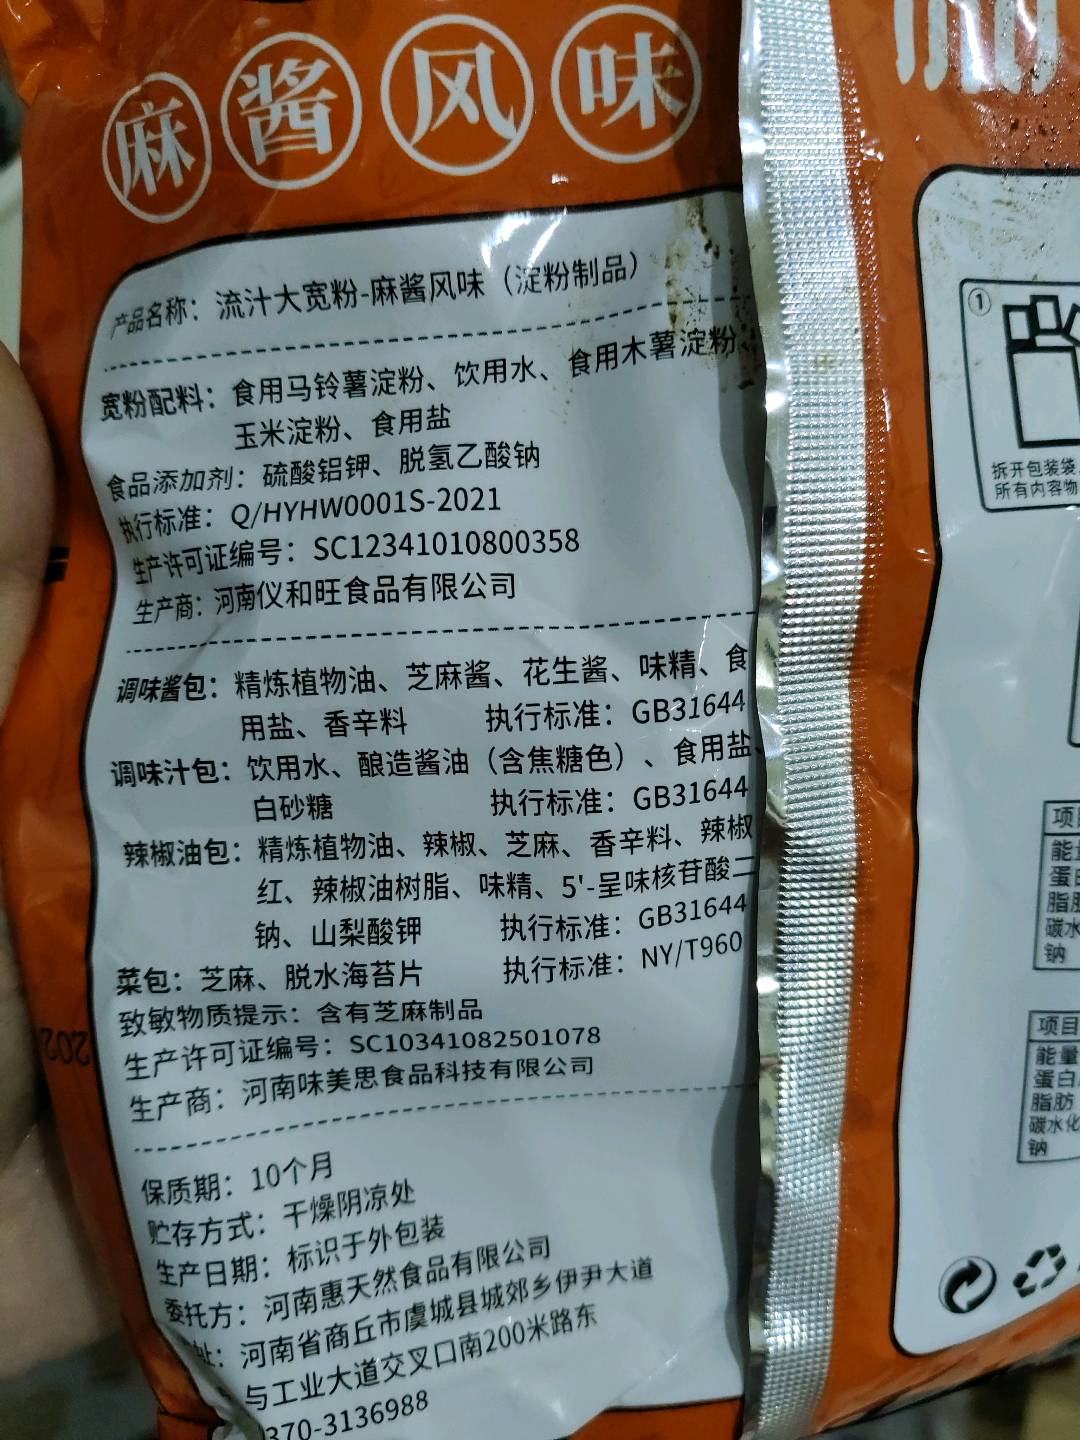 麻酱风味
产品名称：流汁大宽粉-麻酱风味（淀粉制品）
宽粉配料：食用马铃薯淀粉、饮用水、食用木薯淀粉、
玉米淀粉、食用盐
食品添加剂：硫酸铝钾、脱氢乙酸钠
执行标准：Q/HYHW0001S-2021
生产许可证编号：SC12341010800358
生产商：河南仪和旺食品有限公司
调味酱包：精炼植物油、芝麻酱、花生酱、味精、食
用盐、香辛料 执行标准：GB31644
调味汁包：饮用水、酿造酱油（含焦糖色）、食用盐、
白砂糖 执行标准：GB31644
辣椒油包：精炼植物油、辣椒、芝麻、香辛料、辣椒
红、辣椒油树脂、味精、5'-呈味核苷酸二
钠、山梨酸钾 执行标准：GB31644
菜包：芝麻、脱水海苔片 执行标准：NY/T960
致敏物质提示：含有芝麻制品
生产许可证编号：SC10341082501078
生产商：河南味美思食品科技有限公司
保质期：10个月
贮存方式：干燥阴凉处
生产日期：标识于外包装
委托方：河南惠天然食品有限公司
址：河南省商丘市虞城县城郊乡伊尹大道
与工业大道交叉口南200米路东
370-3136988
202
①
拆开包装袋
所有内容物
项目
能量
蛋白
脂肪
碳水
钠
项目
能量
蛋白
脂肪
碳水化
钠